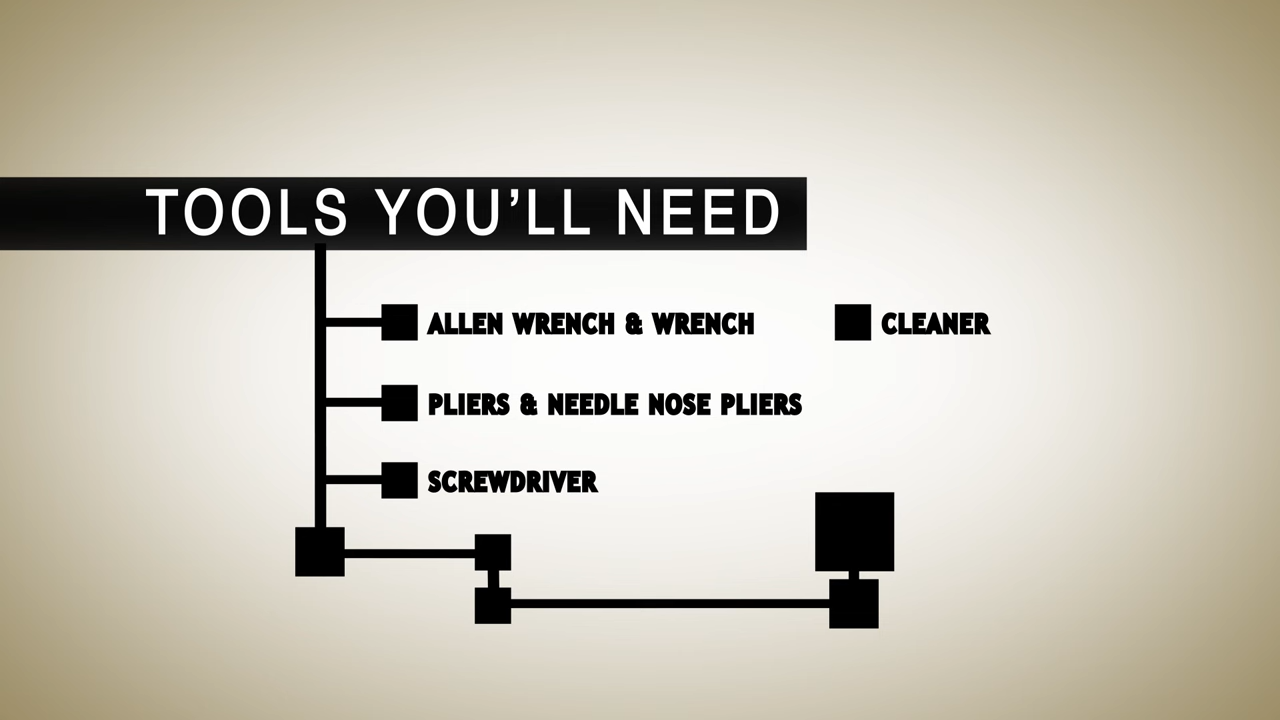 TOOLS YOU’LL NEED
ALLEN WRENCH & WRENCH
CLEANER
PLIERS & NEEDLE NOSE PLIERS
SCREWDRIVER